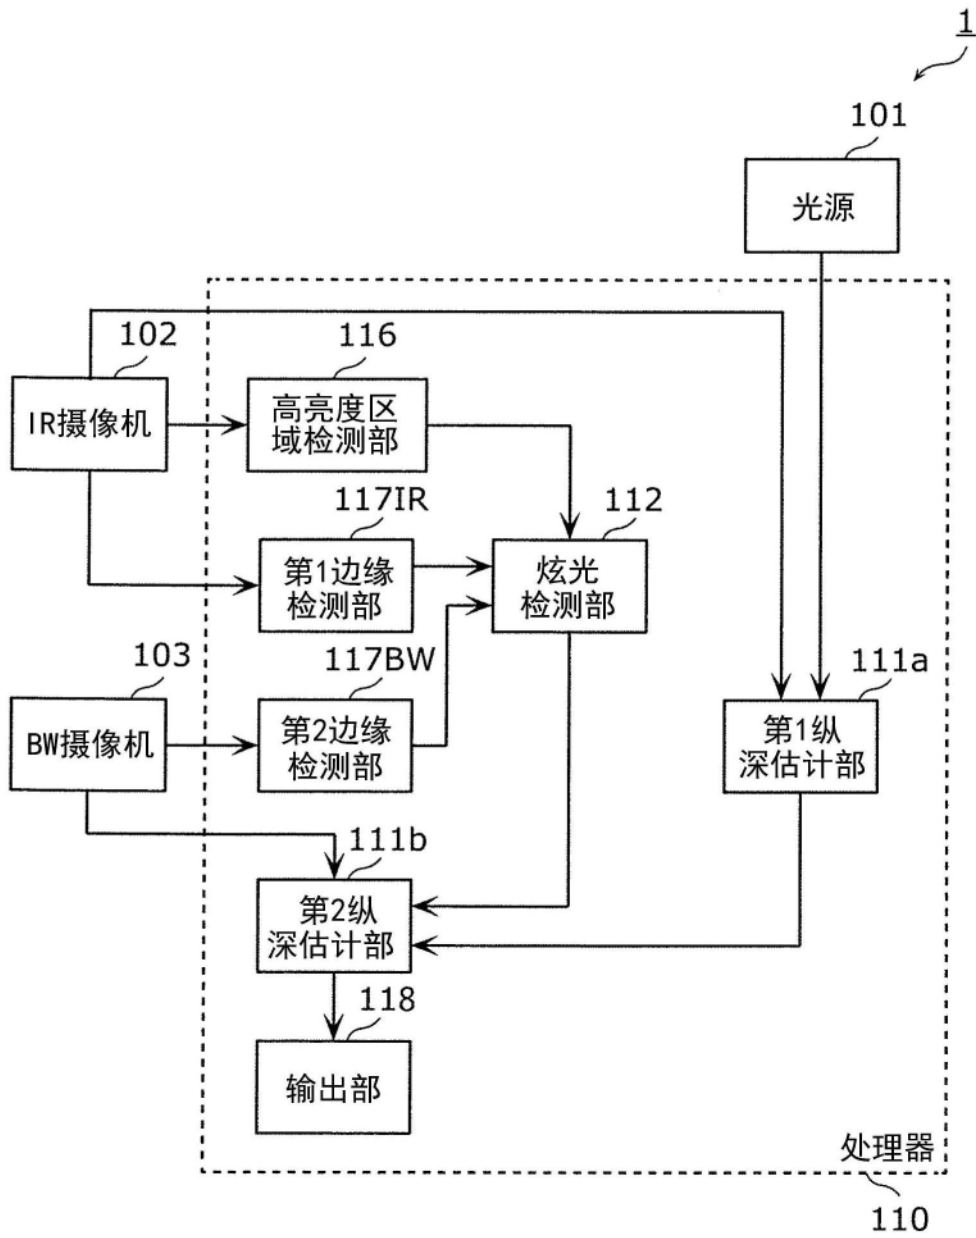 1
101
光源
102
IR摄像机
116
高亮度区
域检测部
117IR
第1边缘
检测部
112
炫光
检测部
103
BW摄像机
117BW
第2边缘
检测部
111a
第1纵
深估计部
111b
第2纵
深估计部
118
输出部
处理器
110